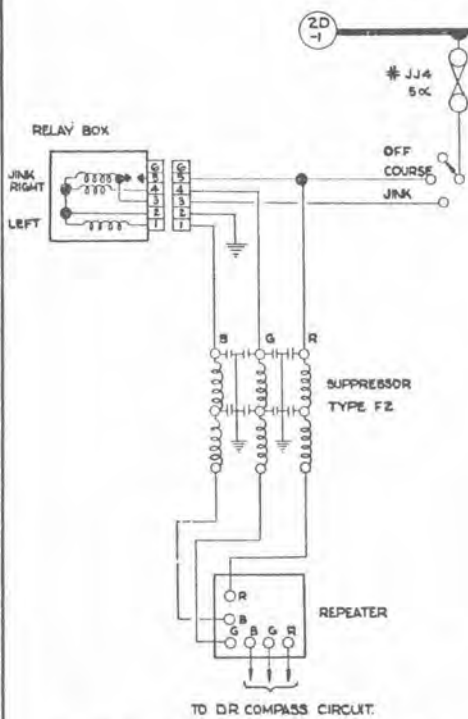 2D
-1
# JJ4
5∝
RELAY BOX
OFF
COURSE
JINK
JINK
RIGHT
LEFT
6 6
5 5
4 4
3 3
2 2
1 1
B G R
SUPPRESSOR
TYPE FZ
R
B
G B G R
REPEATER
TO D.R. COMPASS CIRCUIT.